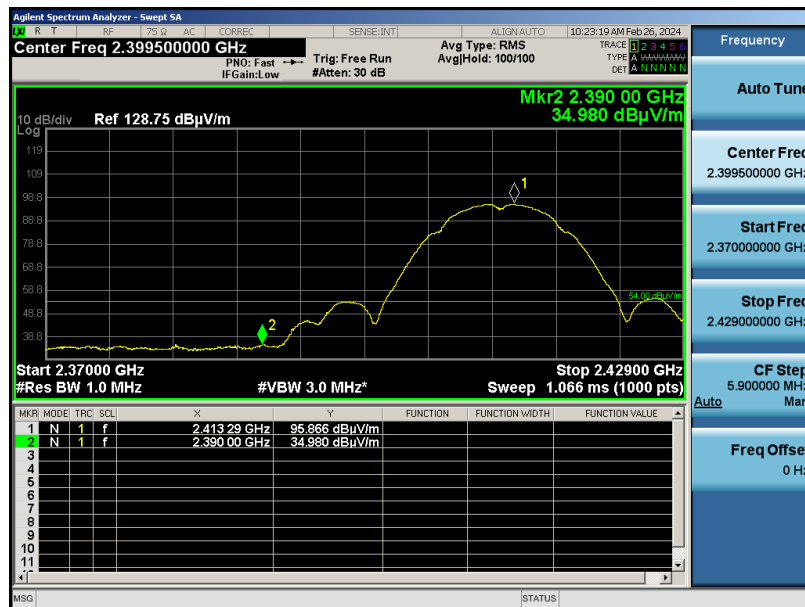 Agilent Spectrum Analyzer - Swept SA
LXI R T RF 75 Ω AC CORREC SENSE:INT ALIGN AUTO 10:23:19 AM Feb 26, 2024
Center Freq 2.399500000 GHz
PNO: Fast
IFGain:Low
Trig: Free Run
#Atten: 30 dB
Avg Type: RMS
Avg|Hold: 100/100
TRACE 1 2 3 4 5 6
TYPE A
DET A N N N N N
Mkr2 2.390 00 GHz
34.980 dBµV/m
10 dB/div Ref 128.75 dBµV/m
Log
119
109
98.8
88.8
78.8
68.8
58.8
48.8
38.8
1
2
54.00 dBµV/m
Start 2.37000 GHz Stop 2.42900 GHz
#Res BW 1.0 MHz #VBW 3.0 MHz* Sweep 1.066 ms (1000 pts)
MKR MODE TRC SCL X Y FUNCTION FUNCTION WIDTH FUNCTION VALUE
1 N 1 f 2.413 29 GHz 95.866 dBµV/m
2 N 1 f 2.390 00 GHz 34.980 dBµV/m
3
4
5
6
7
8
9
10
11
MSG STATUS
Frequency
Auto Tune
Center Freq
2.399500000 GHz
Start Freq
2.370000000 GHz
Stop Freq
2.429000000 GHz
CF Step
5.900000 MHz
Auto Man
Freq Offset
0 Hz